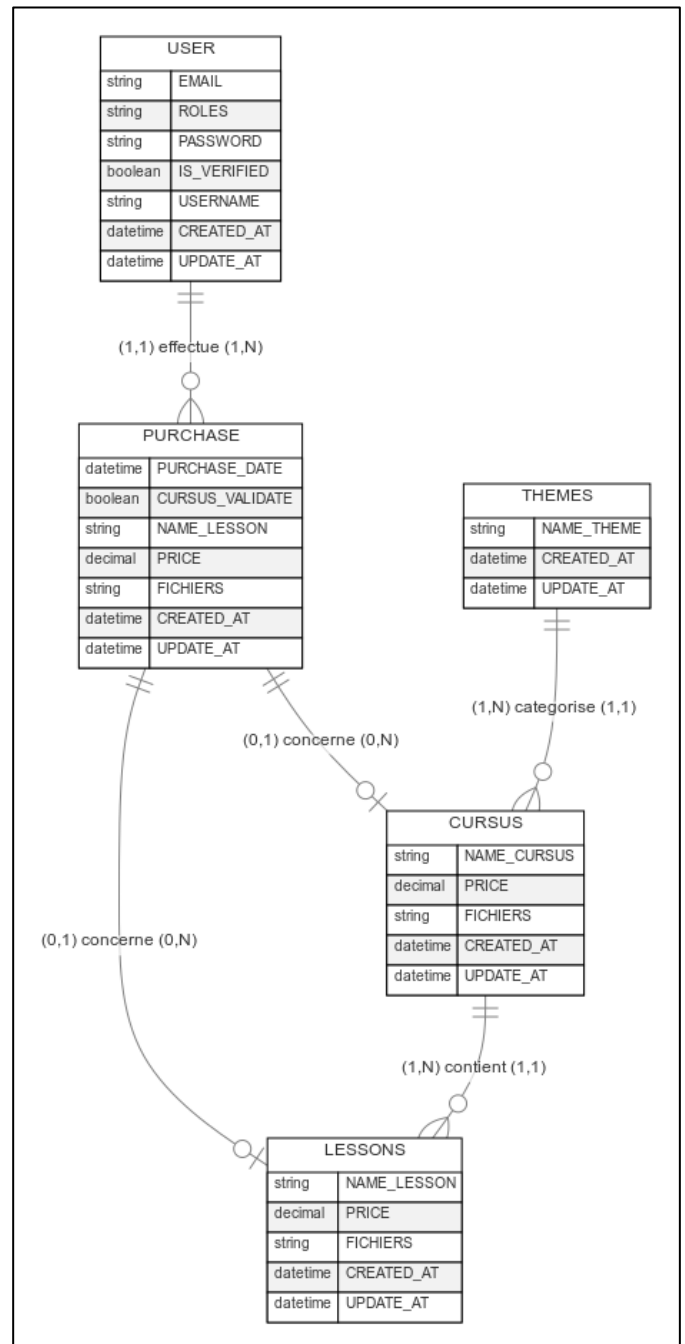 USER
string EMAIL
string ROLES
string PASSWORD
boolean IS_VERIFIED
string USERNAME
datetime CREATED_AT
datetime UPDATE_AT
(1,1) effectue (1,N)
PURCHASE
datetime PURCHASE_DATE
boolean CURSUS_VALIDATE
string NAME_LESSON
decimal PRICE
string FICHIERS
datetime CREATED_AT
datetime UPDATE_AT
THEMES
string NAME_THEME
datetime CREATED_AT
datetime UPDATE_AT
(1,N) categorise (1,1)
(0,1) concerne (0,N)
CURSUS
string NAME_CURSUS
decimal PRICE
string FICHIERS
datetime CREATED_AT
datetime UPDATE_AT
(0,1) concerne (0,N)
(1,N) contient (1,1)
LESSONS
string NAME_LESSON
decimal PRICE
string FICHIERS
datetime CREATED_AT
datetime UPDATE_AT